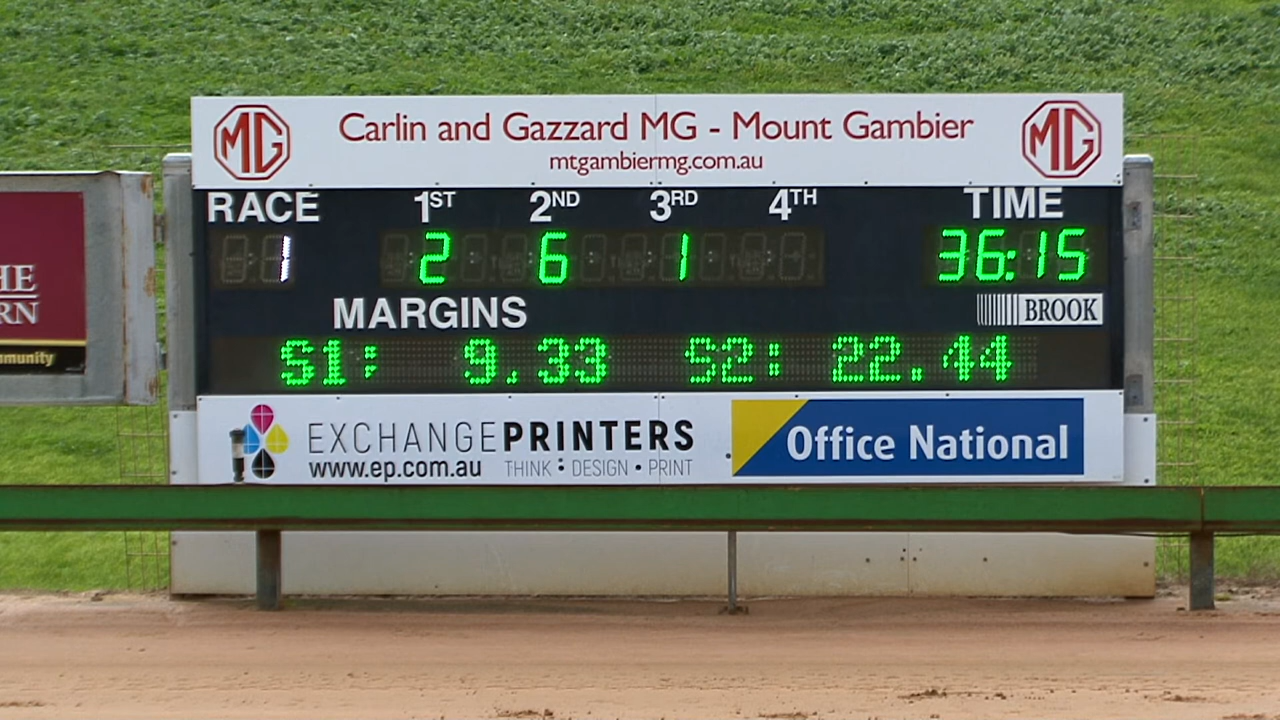 MG Carlin and Gazzard MG - Mount Gambier MG
mtgambiermg.com.au
RACE 1ST 2ND 3RD 4TH TIME
1 2 6 1 36:15
MARGINS BROOK
S1: 9.33 S2: 22.44
EXCHANGEPRINTERS
www.ep.com.au THINK : DESIGN • PRINT
Office National
HE
RN
munity